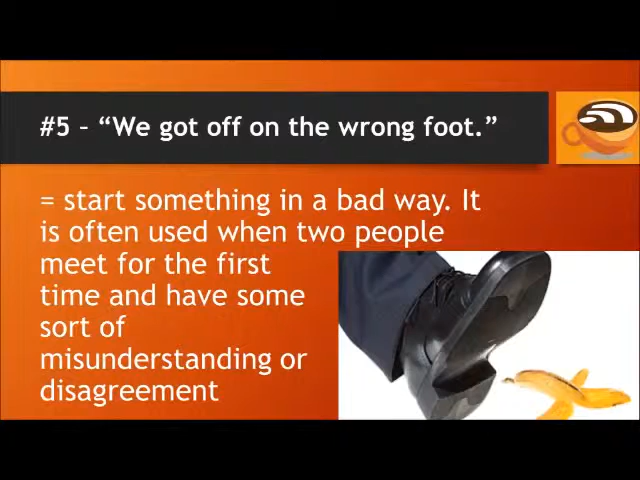 #5 – “We got off on the wrong foot.”
= start something in a bad way. It
is often used when two people
meet for the first
time and have some
sort of
misunderstanding or
disagreement